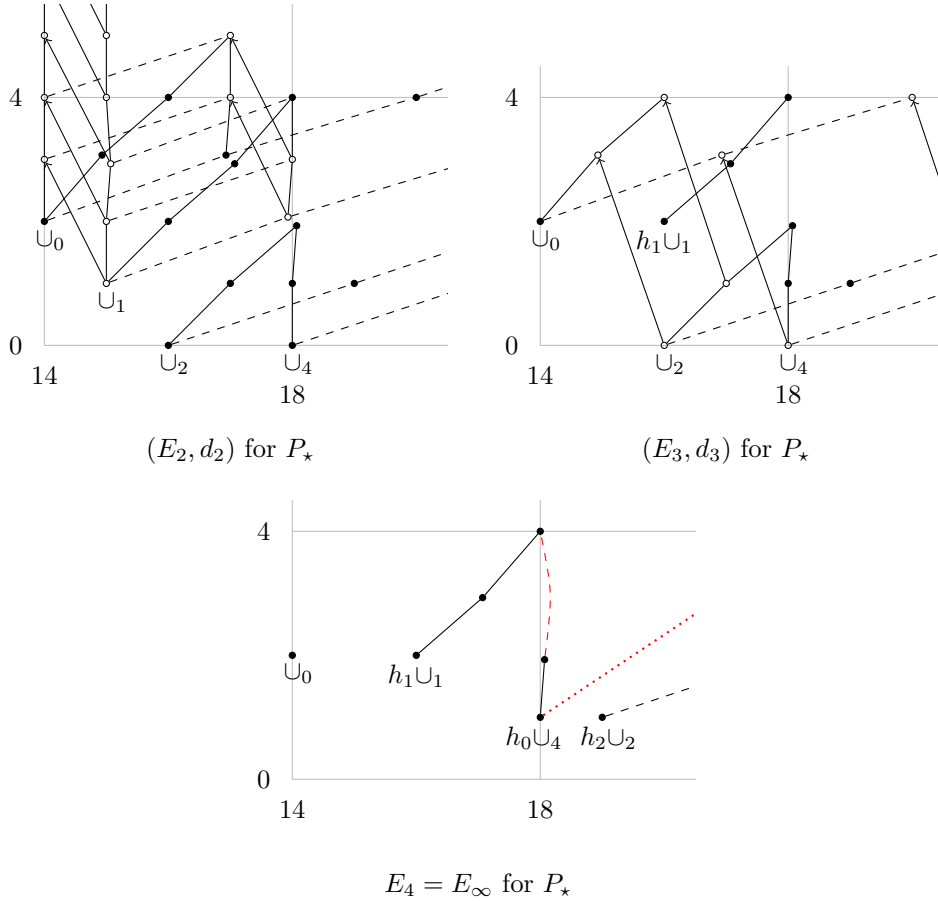 4
∪₀
∪₁
0
∪₂
∪₄
14
18
(E₂, d₂) for P⋆
4
∪₀
h₁∪₁
0
∪₂
∪₄
14
18
(E₃, d₃) for P⋆
4
∪₀
h₁∪₁
h₀∪₄
h₂∪₂
0
14
18
E₄ = E∞ for P⋆